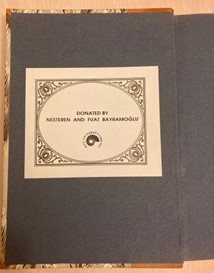 DONATED BY
NESTEREN AND FUAT BAYRAMOĞLU